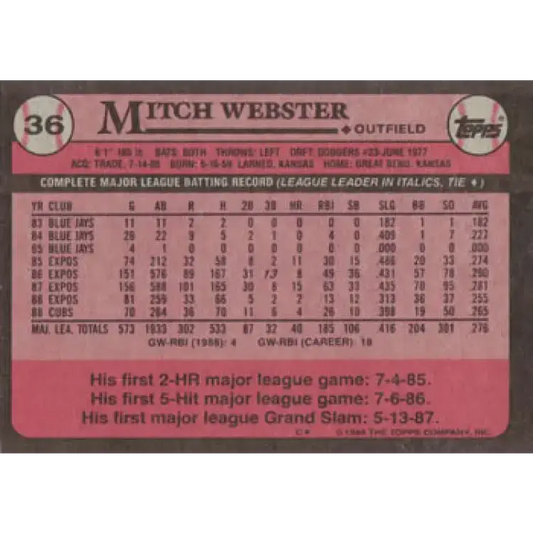 36
MITCH WEBSTER
OUTFIELD
TOPPS
6'1" BATS: BOTH THROWS: LEFT DRFT: DODGERS #23-JUNE 1977
ACQ: TRADE, BORN: LARNED, KANSAS HOME: GREAT BEND, KANSAS
COMPLETE MAJOR LEAGUE BATTING RECORD (LEAGUE LEADER IN ITALICS, TIE ♦)
YR CLUB G AB R H 2B 3B HR RBI SB SLG BB SO AVG
83 BLUE JAYS 11 11 2 2 0 0 0 0 0 .182 1 1 .182
84 BLUE JAYS 26 22 9 5 2 1 0 4 0 .409 1 7 .227
85 BLUE JAYS 4 1 0 0 0 0 0 0 0 .000 0 0 .000
85 EXPOS 74 212 32 58 8 2 11 30 15 .486 20 33 .274
86 EXPOS 151 576 89 167 31 13 8 49 36 .431 57 78 .290
87 EXPOS 156 588 101 165 30 8 15 63 33 .435 70 95 .281
88 EXPOS 81 259 33 66 5 2 2 13 12 .313 36 37 .255
88 CUBS 70 264 36 70 11 6 4 26 10 .398 19 50 .265
MAJ. LEA. TOTALS 573 1933 302 533 87 32 40 185 106 .416 204 301 .276
GW-RBI (1988): 4 GW-RBI (CAREER): 18
His first 2-HR major league game: 7-4-85.
His first 5-Hit major league game: 7-6-86.
His first major league Grand Slam: 5-13-87.
THE TOPPS COMPANY, INC.